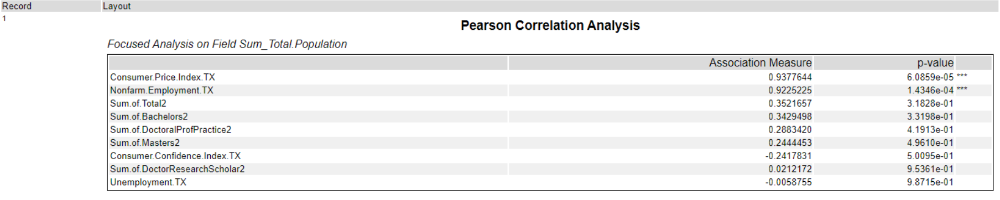 Record Layout
1
Pearson Correlation Analysis
Focused Analysis on Field Sum_Total.Population
Association Measure p-value
Consumer.Price.Index.TX 0.9377644 6.0859e-05 ***
Nonfarm.Employment.TX 0.9225225 1.4346e-04 ***
Sum.of.Total2 0.3521657 3.1828e-01
Sum.of.Bachelors2 0.3429498 3.3198e-01
Sum.of.DoctoralProfPractice2 0.2883420 4.1913e-01
Sum.of.Masters2 0.2444453 4.9610e-01
Consumer.Confidence.Index.TX -0.2417831 5.0095e-01
Sum.of.DoctorResearchScholar2 0.0212172 9.5361e-01
Unemployment.TX -0.0058755 9.8715e-01